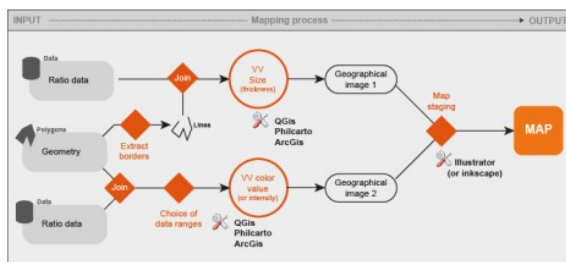 INPUT
Mapping process
OUTPUT
Data
Ratio data
Join
VV
Size
(thickness)
Geographical
image 1
QGis
Philcarto
ArcGis
Lines
Polygons
Geometry
Extract
borders
Map
staging
MAP
Illustrator
(or inkscape)
Join
Choice of
data ranges
VV color
value
(or intensity)
Geographical
image 2
QGis
Philcarto
ArcGis
Data
Ratio data